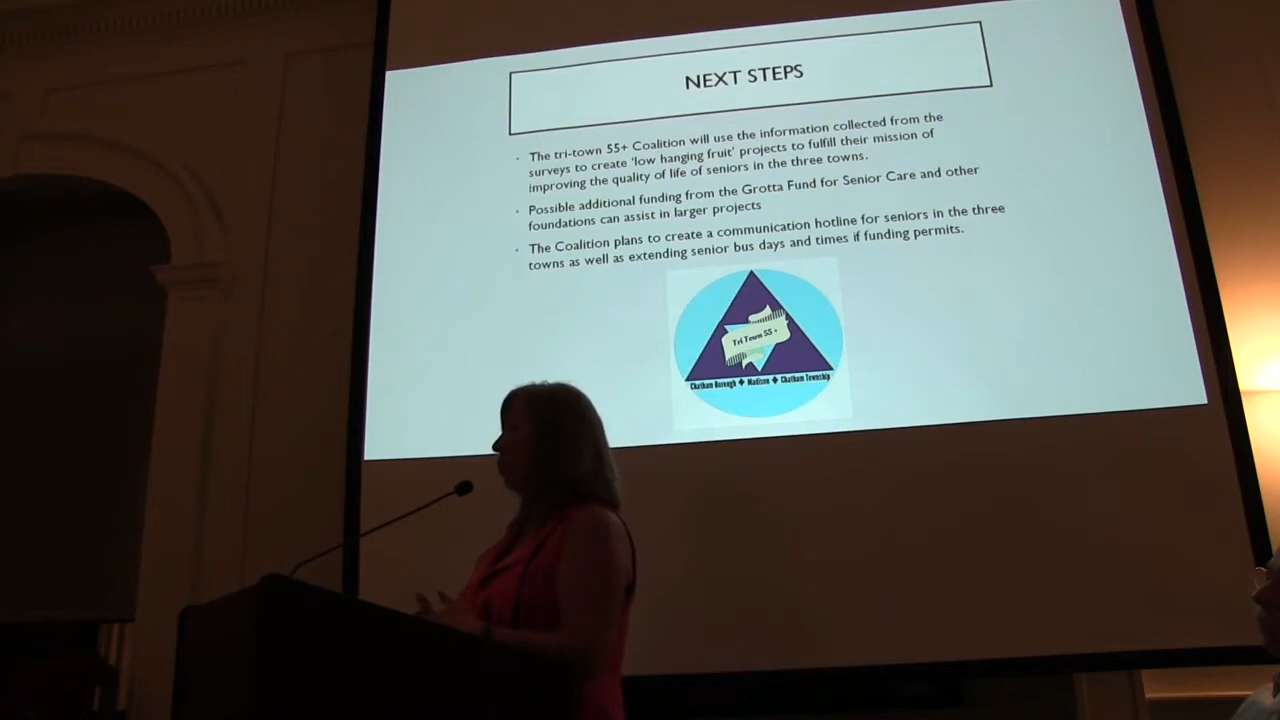 NEXT STEPS
• The tri-town 55+ Coalition will use the information collected from the
surveys to create 'low hanging fruit' projects to fulfill their mission of
improving the quality of life of seniors in the three towns.
• Possible additional funding from the Grotta Fund for Senior Care and other
foundations can assist in larger projects
• The Coalition plans to create a communication hotline for seniors in the three
towns as well as extending senior bus days and times if funding permits.
Tri Town 55+
Chatham Borough ◆ Madison ◆ Chatham Township